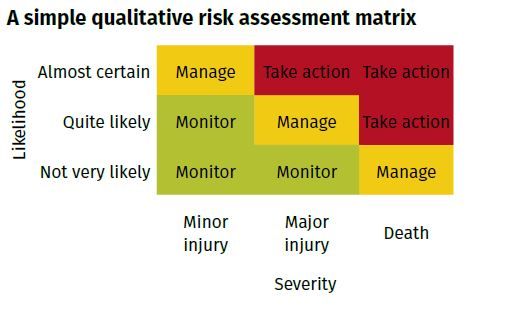 A simple qualitative risk assessment matrix
Likelihood
Almost certain Manage Take action Take action
Quite likely Monitor Manage Take action
Not very likely Monitor Monitor Manage
Minor injury Major injury Death
Severity